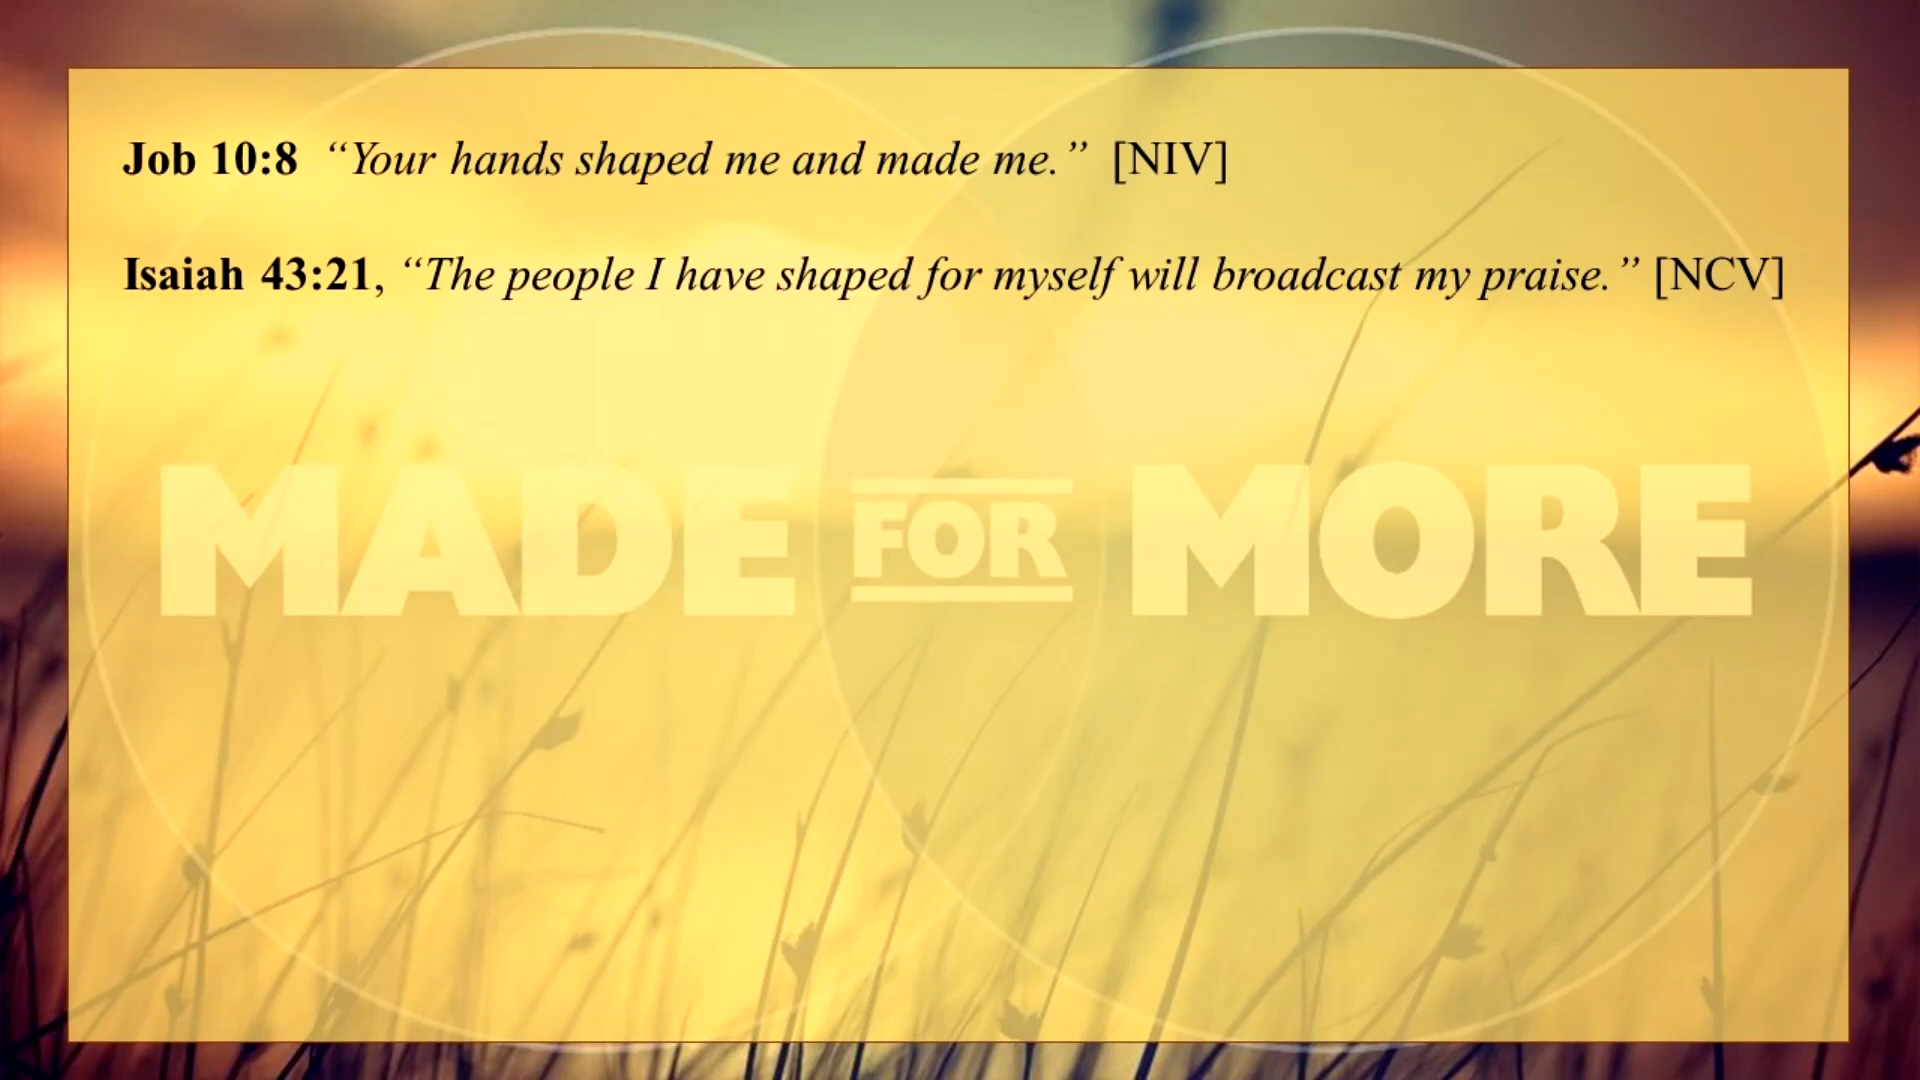 Job 10:8 “Your hands shaped me and made me.” [NIV]
Isaiah 43:21, “The people I have shaped for myself will broadcast my praise.” [NCV]
MADE FOR MORE